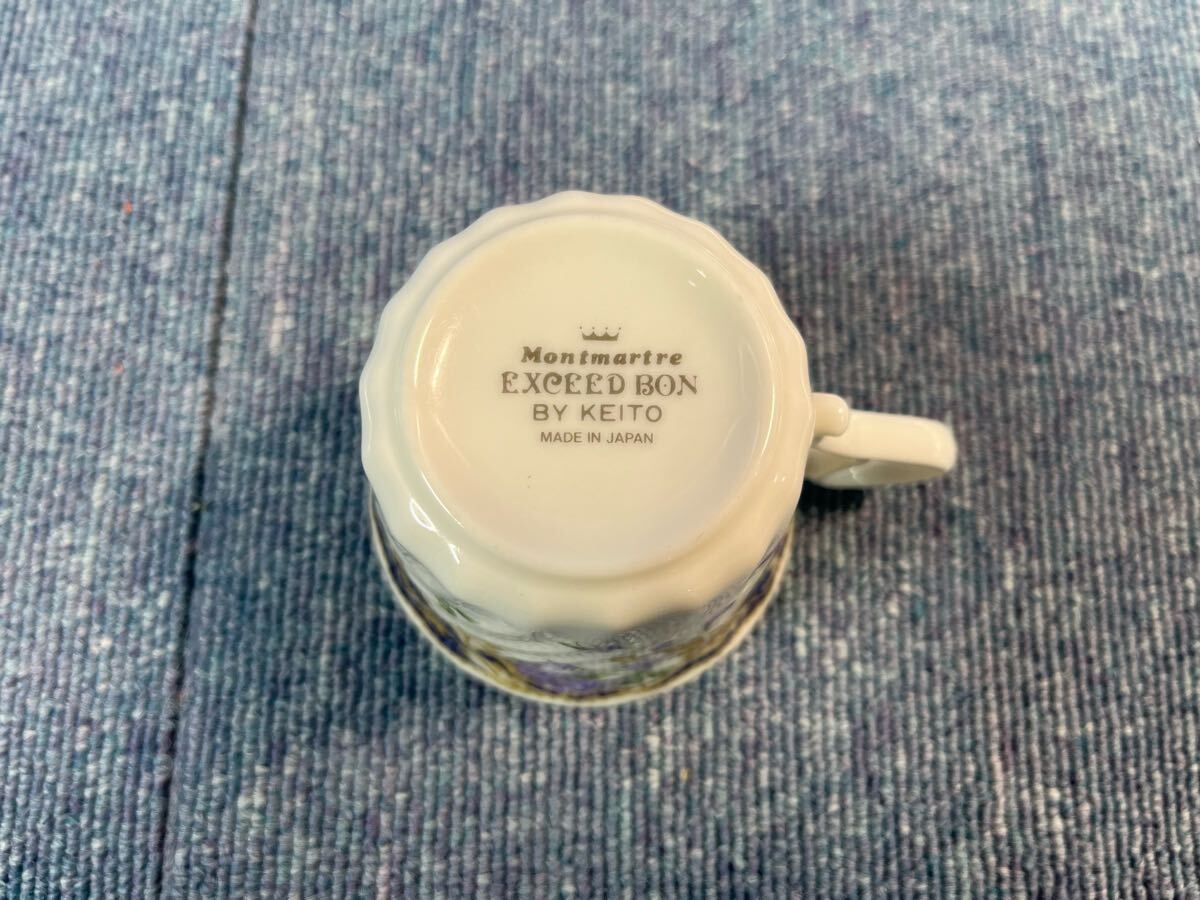 Montmartre
EXCEED BON
BY KEITO
MADE IN JAPAN